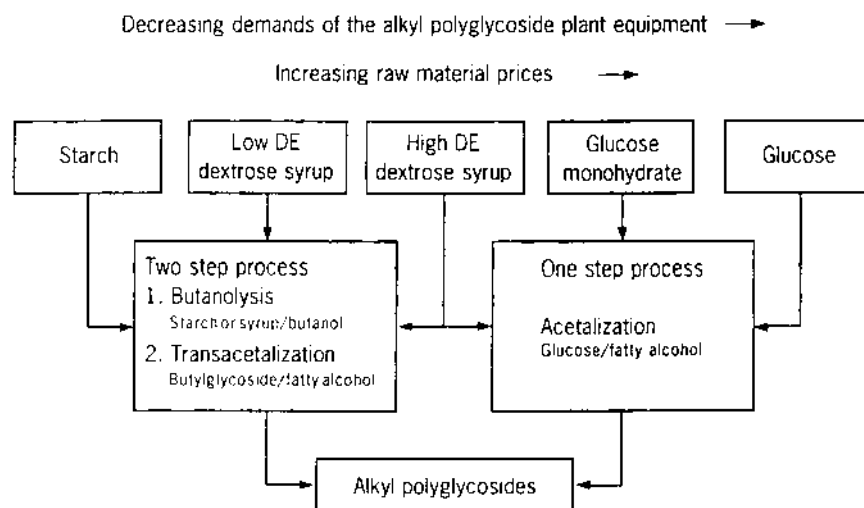 Decreasing demands of the alkyl polyglycoside plant equipment →
Increasing raw material prices →
Starch
Low DE
dextrose syrup
High DE
dextrose syrup
Glucose
monohydrate
Glucose
Two step process
1. Butanolysis
Starch or syrup/butanol
2. Transacetalization
Butylglycoside/fatty alcohol
One step process
Acetalization
Glucose/fatty alcohol
Alkyl polyglycosides